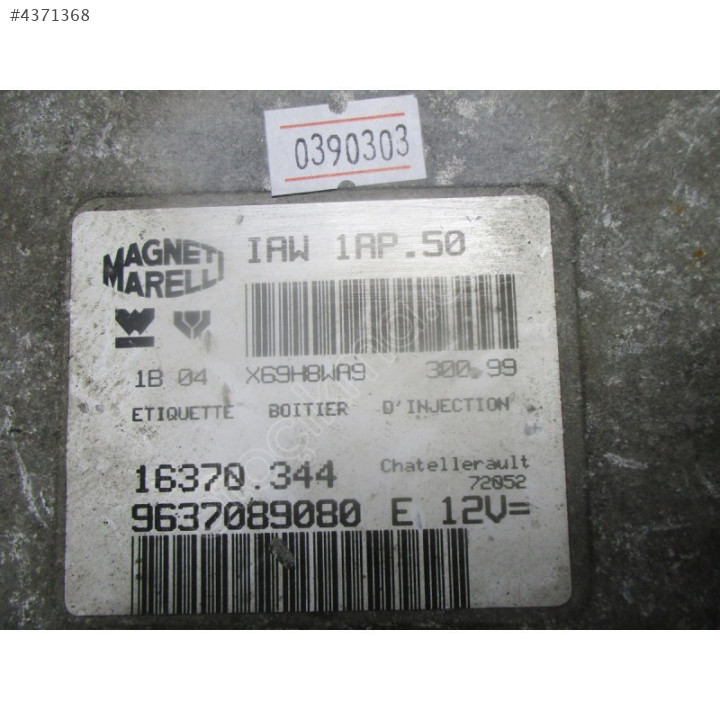 #4371368
0390303
MAGNETI MARELLI
IAW 1AP.50
1B 04 X69H8WA9 300.99
ETIQUETTE BOITIER D'INJECTION
16370.344 Chatellerault
72052
9637089080 E 12V=